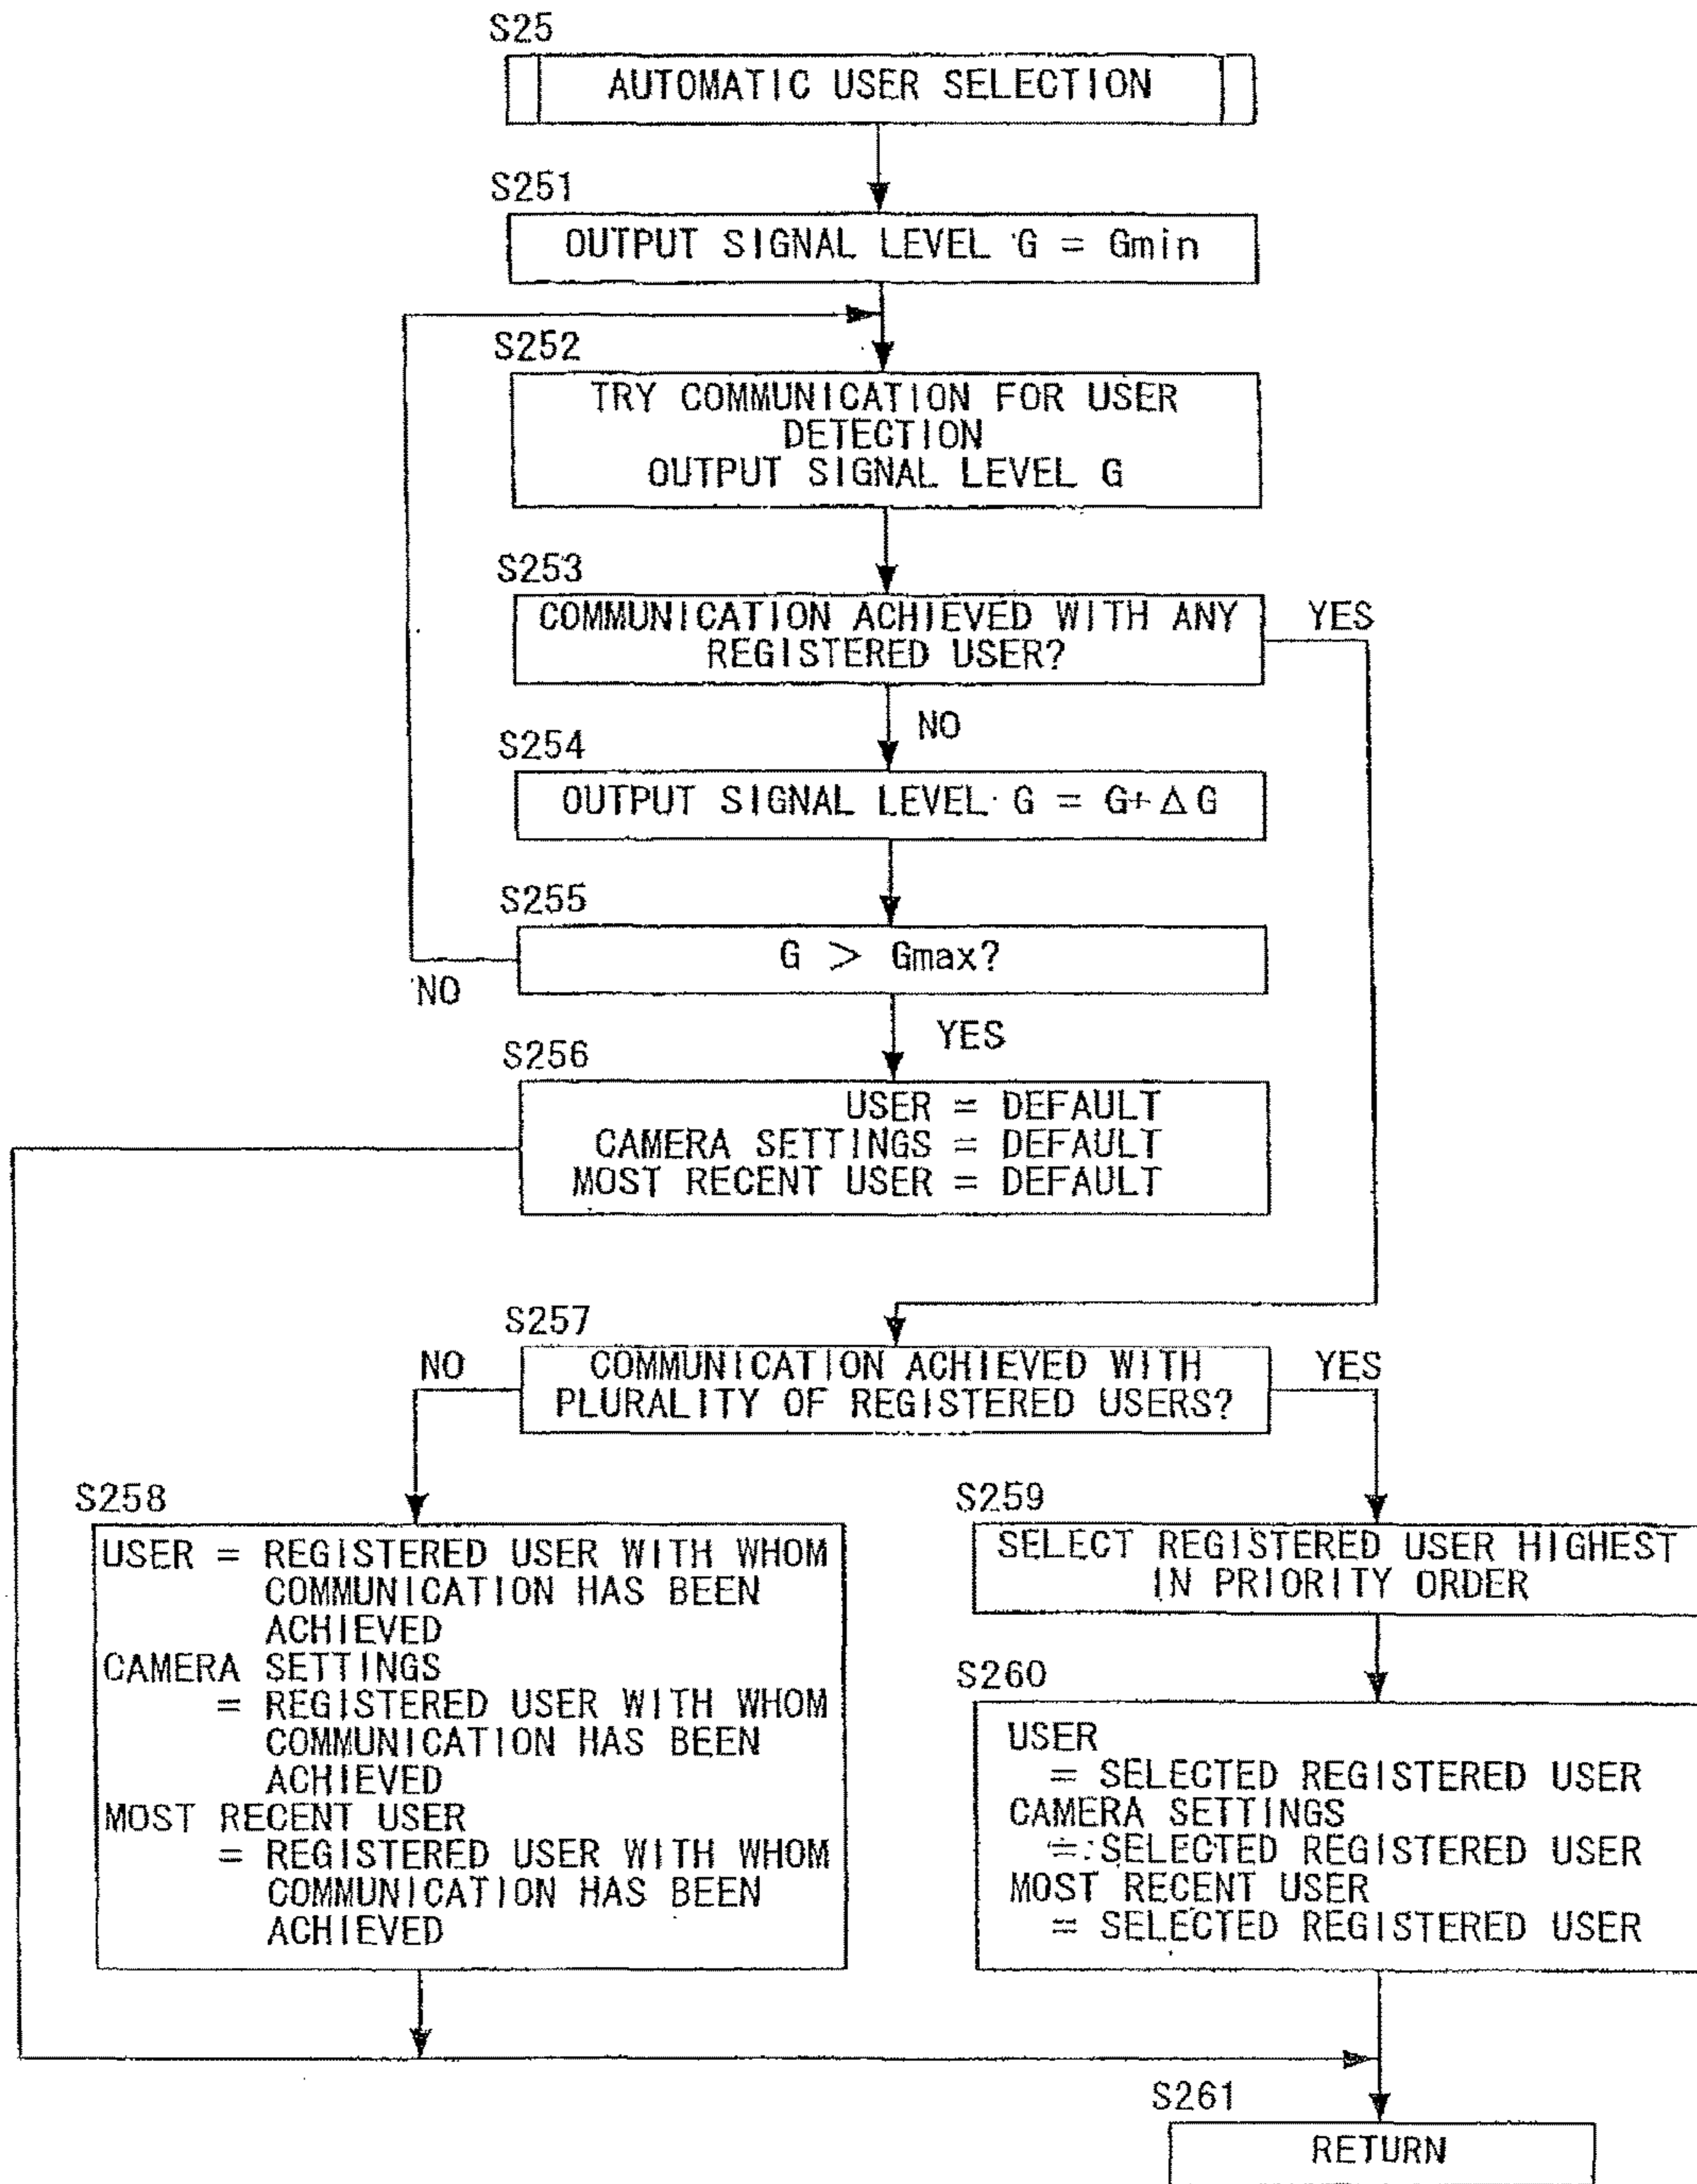 S25
AUTOMATIC USER SELECTION
S251
OUTPUT SIGNAL LEVEL G = Gmin
S252
TRY COMMUNICATION FOR USER
DETECTION
OUTPUT SIGNAL LEVEL G
S253
COMMUNICATION ACHIEVED WITH ANY
REGISTERED USER?
YES
NO
S254
OUTPUT SIGNAL LEVEL G = G+ΔG
S255
G > Gmax?
NO
YES
S256
USER = DEFAULT
CAMERA SETTINGS = DEFAULT
MOST RECENT USER = DEFAULT
S257
NO
COMMUNICATION ACHIEVED WITH
PLURALITY OF REGISTERED USERS?
YES
S258
USER = REGISTERED USER WITH WHOM
COMMUNICATION HAS BEEN
ACHIEVED
CAMERA SETTINGS
= REGISTERED USER WITH WHOM
COMMUNICATION HAS BEEN
ACHIEVED
MOST RECENT USER
= REGISTERED USER WITH WHOM
COMMUNICATION HAS BEEN
ACHIEVED
S259
SELECT REGISTERED USER HIGHEST
IN PRIORITY ORDER
S260
USER
= SELECTED REGISTERED USER
CAMERA SETTINGS
= SELECTED REGISTERED USER
MOST RECENT USER
= SELECTED REGISTERED USER
S261
RETURN